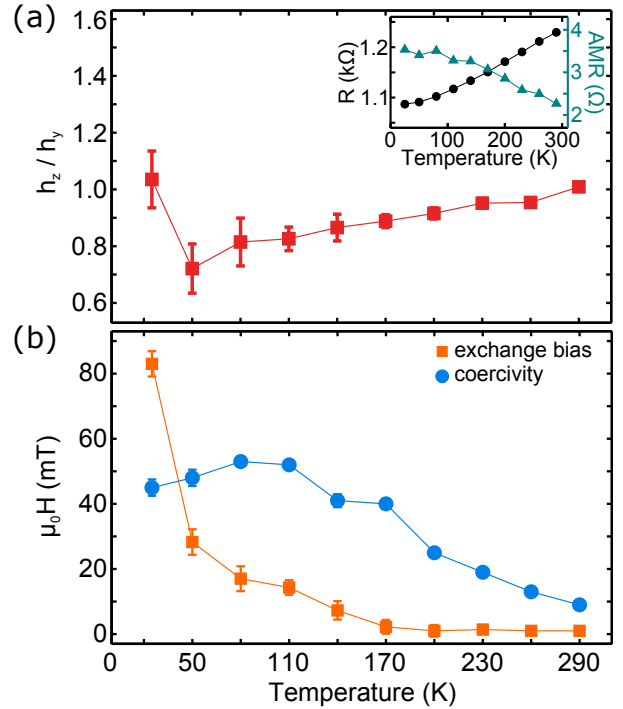 (a)
1.6
1.4
1.2
1.0
0.8
0.6
h_z / h_y
1.2
1.1
R (kΩ)
4
3
2
AMR (Ω)
0 100 200 300
Temperature (K)
(b)
exchange bias
coercivity
80
60
40
20
0
μ₀H (mT)
0 50 110 170 230 290
Temperature (K)